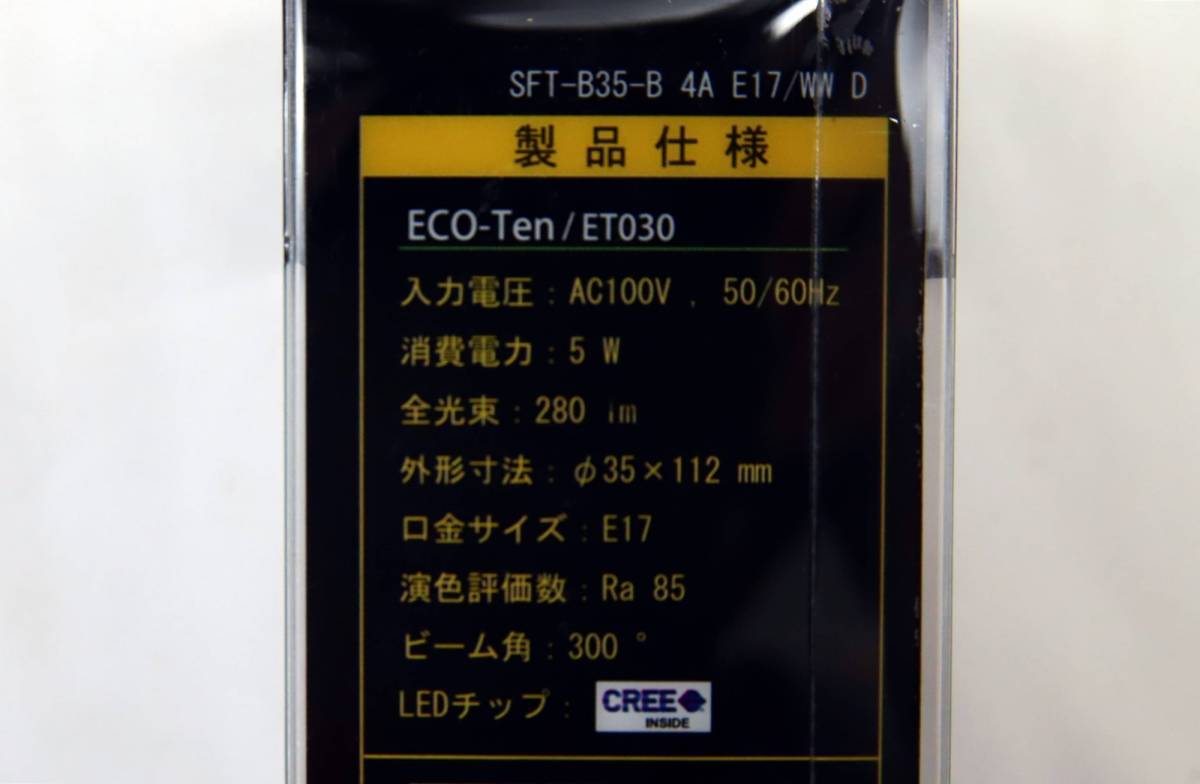 SFT-B35-B 4A E17/WW D
製品仕様
ECO-Ten/ET030
入力電圧：AC100V , 50/60Hz
消費電力：5 W
全光束：280 lm
外形寸法：φ35×112 mm
口金サイズ：E17
演色評価数：Ra 85
ビーム角：300 °
LEDチップ：CREE INSIDE